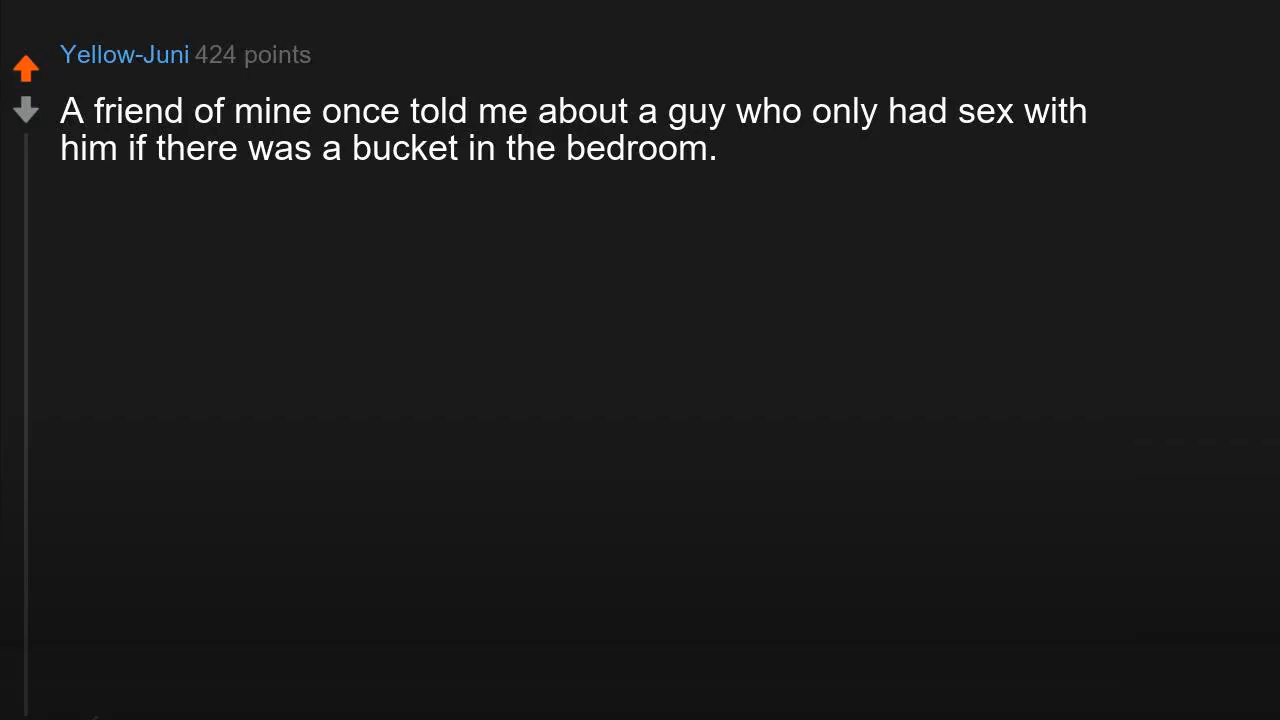 Yellow-Juni 424 points
A friend of mine once told me about a guy who only had sex with
him if there was a bucket in the bedroom.